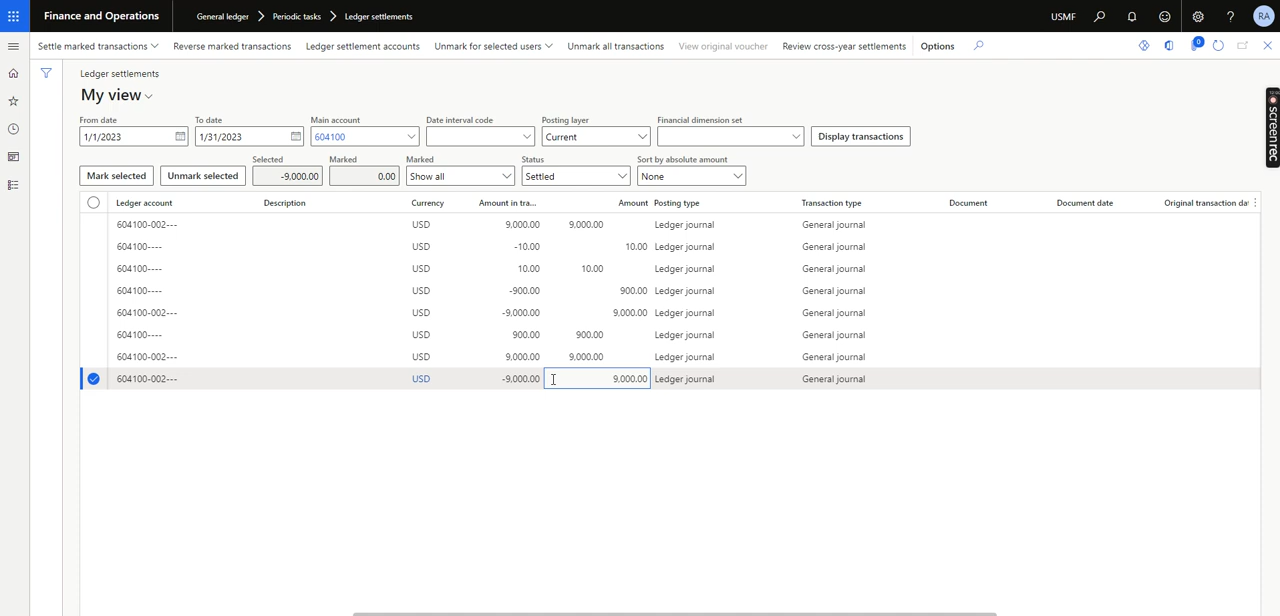 Finance and Operations General ledger Periodic tasks Ledger settlements USMF ? RA
Settle marked transactions Reverse marked transactions Ledger settlement accounts Unmark for selected users Unmark all transactions View original voucher Review cross-year settlements Options 0
Ledger settlements
My view
From date To date Main account Date interval code Posting layer Financial dimension set
1/1/2023 1/31/2023 604100 Current Display transactions
Selected Marked Marked Status Sort by absolute amount
Mark selected Unmark selected -9,000.00 0.00 Show all Settled None
Ledger account Description Currency Amount in tra... Amount Posting type Transaction type Document Document date Original transaction dat
604100-002--- USD 9,000.00 9,000.00 Ledger journal General journal
604100---- USD -10.00 10.00 Ledger journal General journal
604100---- USD 10.00 10.00 Ledger journal General journal
604100---- USD -900.00 900.00 Ledger journal General journal
604100-002--- USD -9,000.00 9,000.00 Ledger journal General journal
604100---- USD 900.00 900.00 Ledger journal General journal
604100-002--- USD 9,000.00 9,000.00 Ledger journal General journal
604100-002--- USD -9,000.00 9,000.00 Ledger journal General journal
screenrec